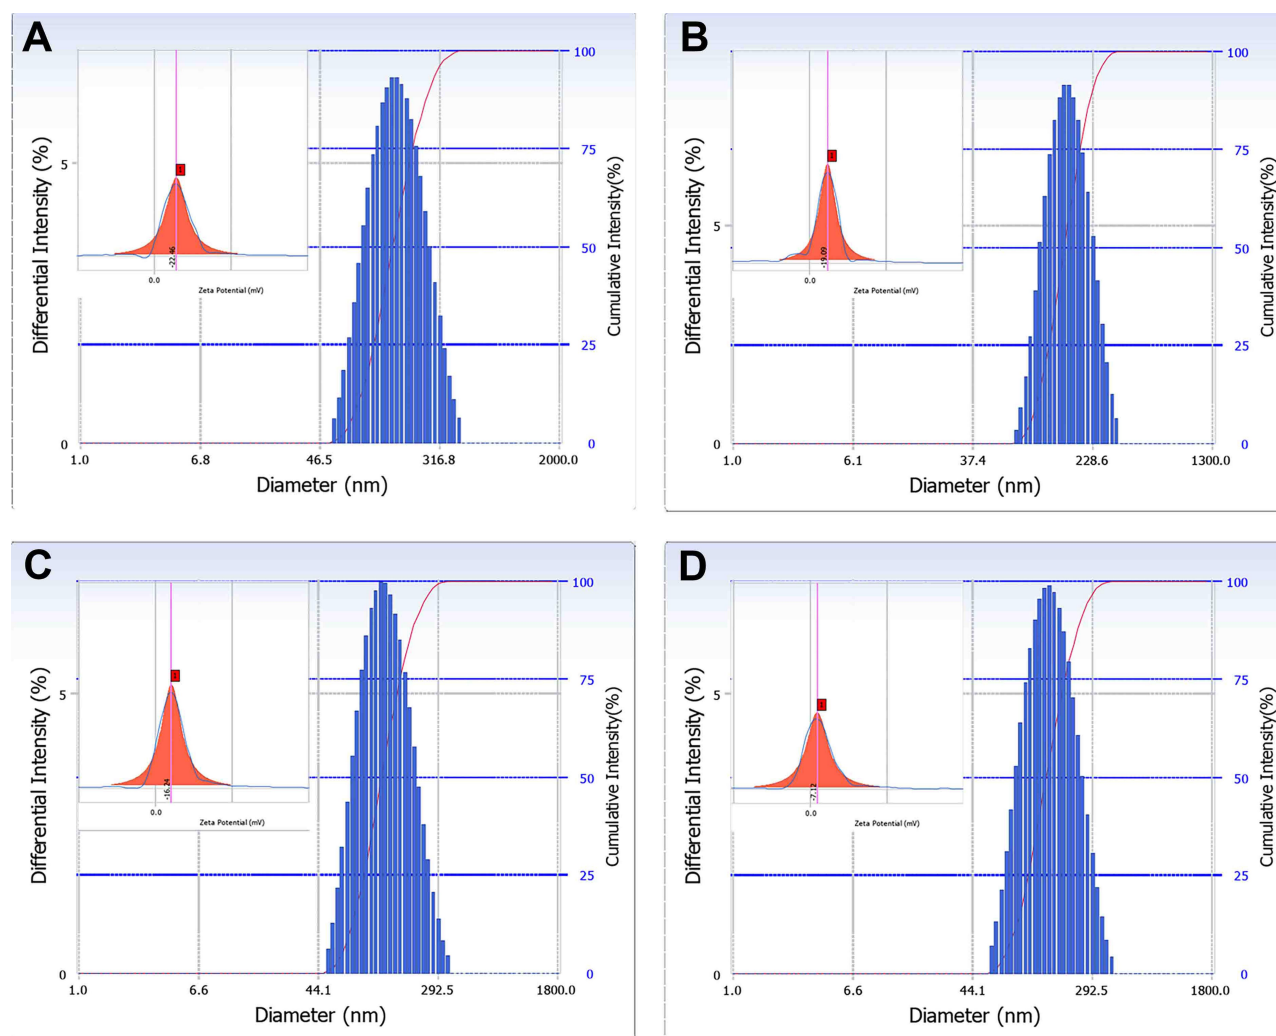 A
Differential Intensity (%)
5
0
100
75
50
25
0
Cumulative Intensity(%)
-22.46
0.0
Zeta Potential (mV)
1.0 6.8 46.5 316.8 2000.0
Diameter (nm)
B
Differential Intensity (%)
5
0
100
75
50
25
0
Cumulative Intensity(%)
-19.09
0.0
Zeta Potential (mV)
1.0 6.1 37.4 228.6 1300.0
Diameter (nm)
C
Differential Intensity (%)
5
0
100
75
50
25
0
Cumulative Intensity(%)
-16.24
0.0
Zeta Potential (mV)
1.0 6.6 44.1 292.5 1800.0
Diameter (nm)
D
Differential Intensity (%)
5
0
100
75
50
25
0
Cumulative Intensity(%)
-7.12
0.0
Zeta Potential (mV)
1.0 6.6 44.1 292.5 1800.0
Diameter (nm)